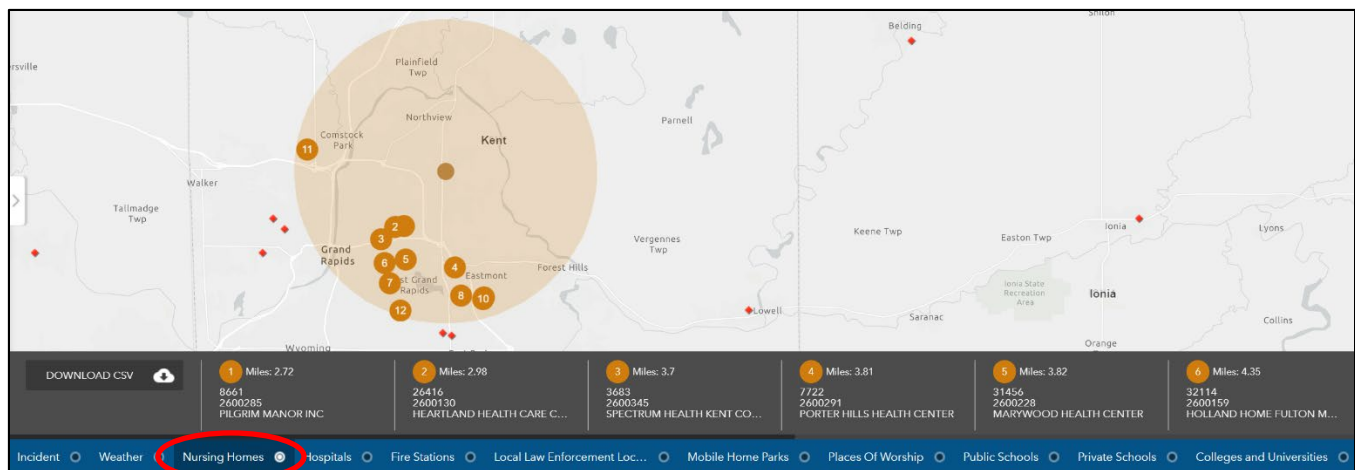 Belding
Shiloh
Plainfield
Twp
ersville
Northview
Parnell
Kent
Comstock
Park
11
Walker
Tallmadge
Twp
2
3
Grand
Rapids
6
5
4
7
st Grand
Rapids
Eastmont
Forest Hills
8
10
12
Vergennes
Twp
Keene Twp
Easton Twp
Ionia
Lyons
Ionia State
Recreation
Area
Ionia
Lowell
Saranac
Collins
Wyoming
Orange
DOWNLOAD CSV
1 Miles: 2.72
8661
2600285
PILGRIM MANOR INC
2 Miles: 2.98
26416
2600130
HEARTLAND HEALTH CARE C...
3 Miles: 3.7
3683
2600345
SPECTRUM HEALTH KENT CO...
4 Miles: 3.81
7722
2600291
PORTER HILLS HEALTH CENTER
5 Miles: 3.82
31456
2600228
MARYWOOD HEALTH CENTER
6 Miles: 4.35
32114
2600159
HOLLAND HOME FULTON M...
Incident Weather Nursing Homes Hospitals Fire Stations Local Law Enforcement Loc... Mobile Home Parks Places Of Worship Public Schools Private Schools Colleges and Universities